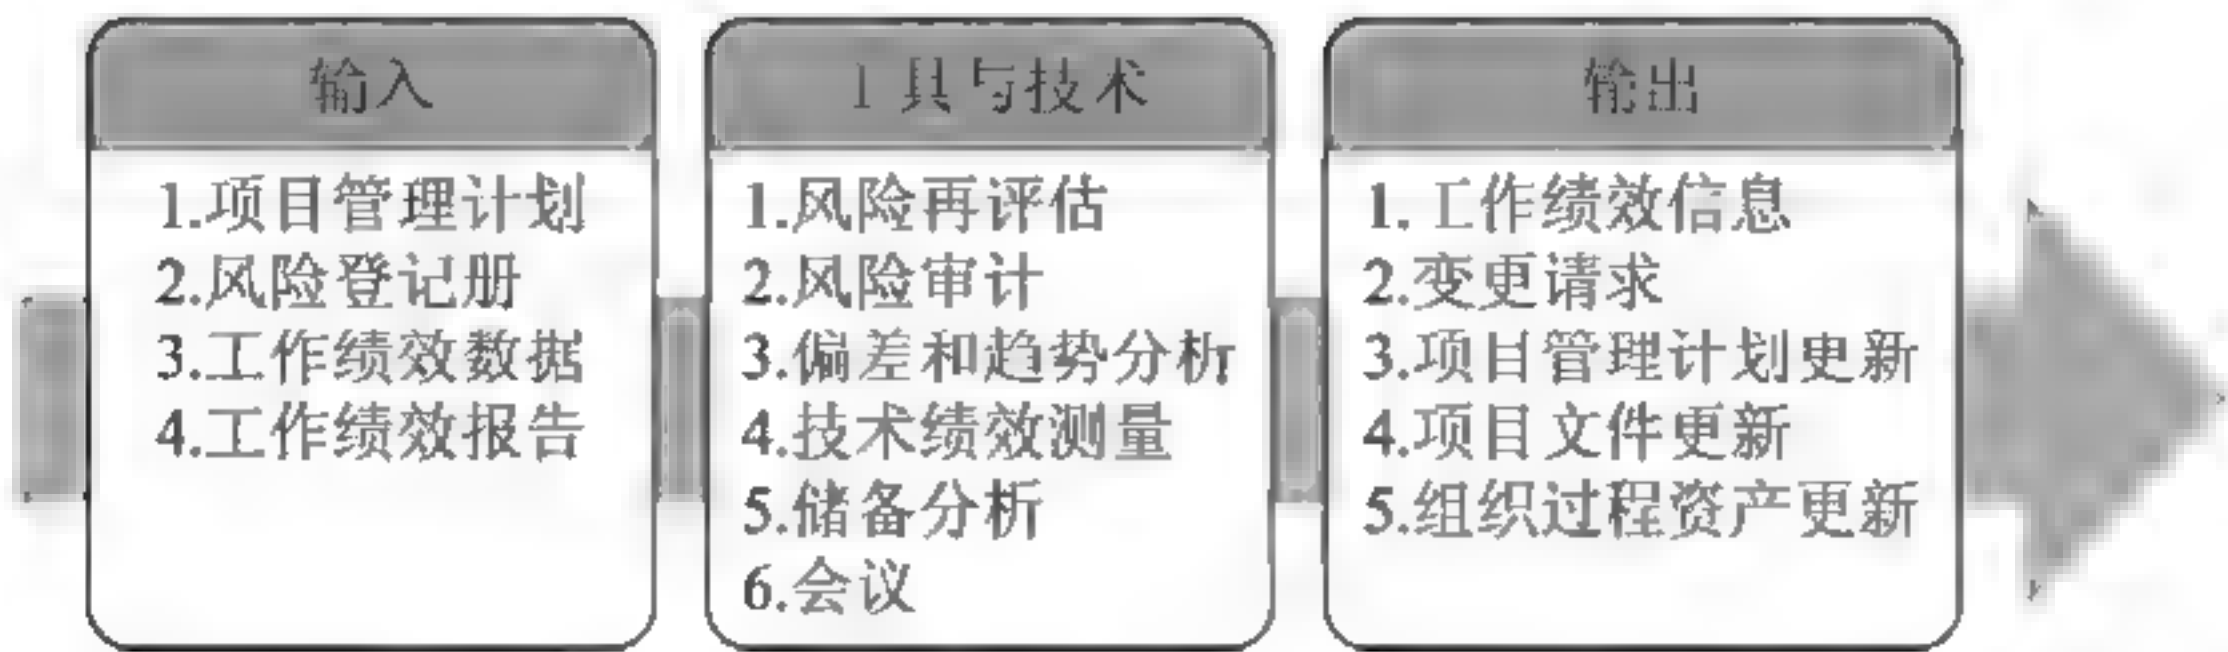 输入
1.项目管理计划
2.风险登记册
3.工作绩效数据
4.工作绩效报告
工具与技术
1.风险再评估
2.风险审计
3.偏差和趋势分析
4.技术绩效测量
5.储备分析
6.会议
输出
1.工作绩效信息
2.变更请求
3.项目管理计划更新
4.项目文件更新
5.组织过程资产更新